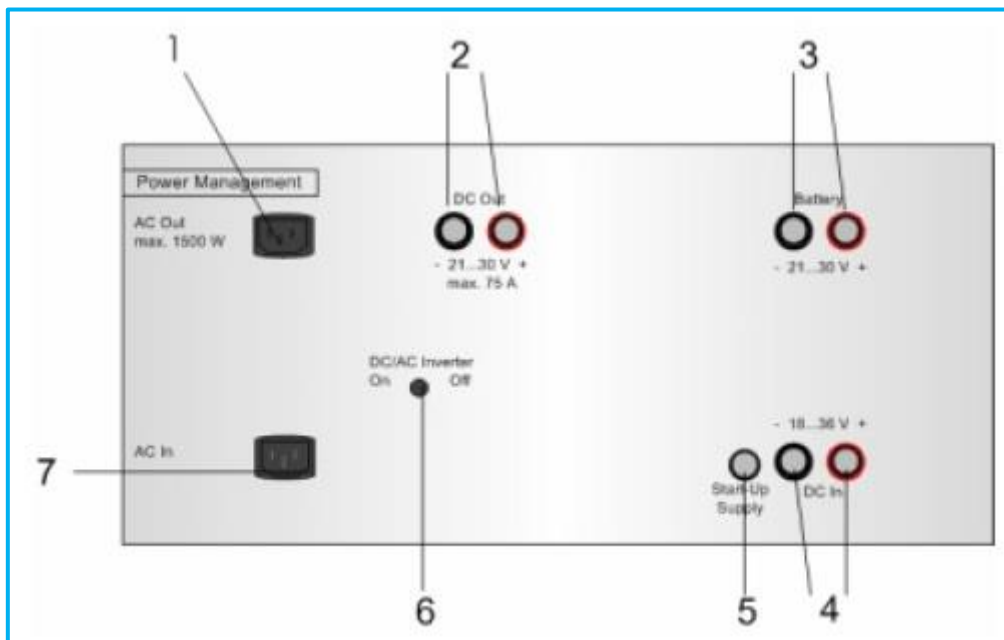 1 2 3
Power Management
AC Out
max. 1500 W
DC Out
- 21...30 V +
max. 75 A
Battery
- 21...30 V +
DC/AC Inverter
On Off
AC In
- 18...36 V +
Start-Up
Supply
DC In
7
6 5 4